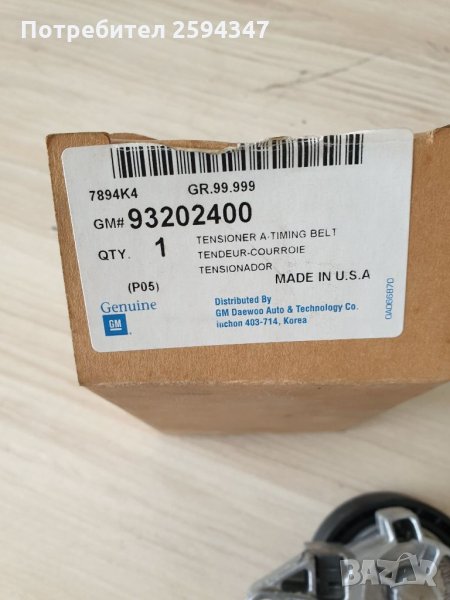 Потребител 2594347
7894K4 GR.99.999
GM# 93202400
QTY. 1 TENSIONER A-TIMING BELT
TENDEUR-COURROIE
TENSIONADOR
MADE IN U.S.A
(P05)
Genuine
GM
Distributed By
GM Daewoo Auto & Technology Co.
Inchon 403-714, Korea
0AD66870
BAZAR